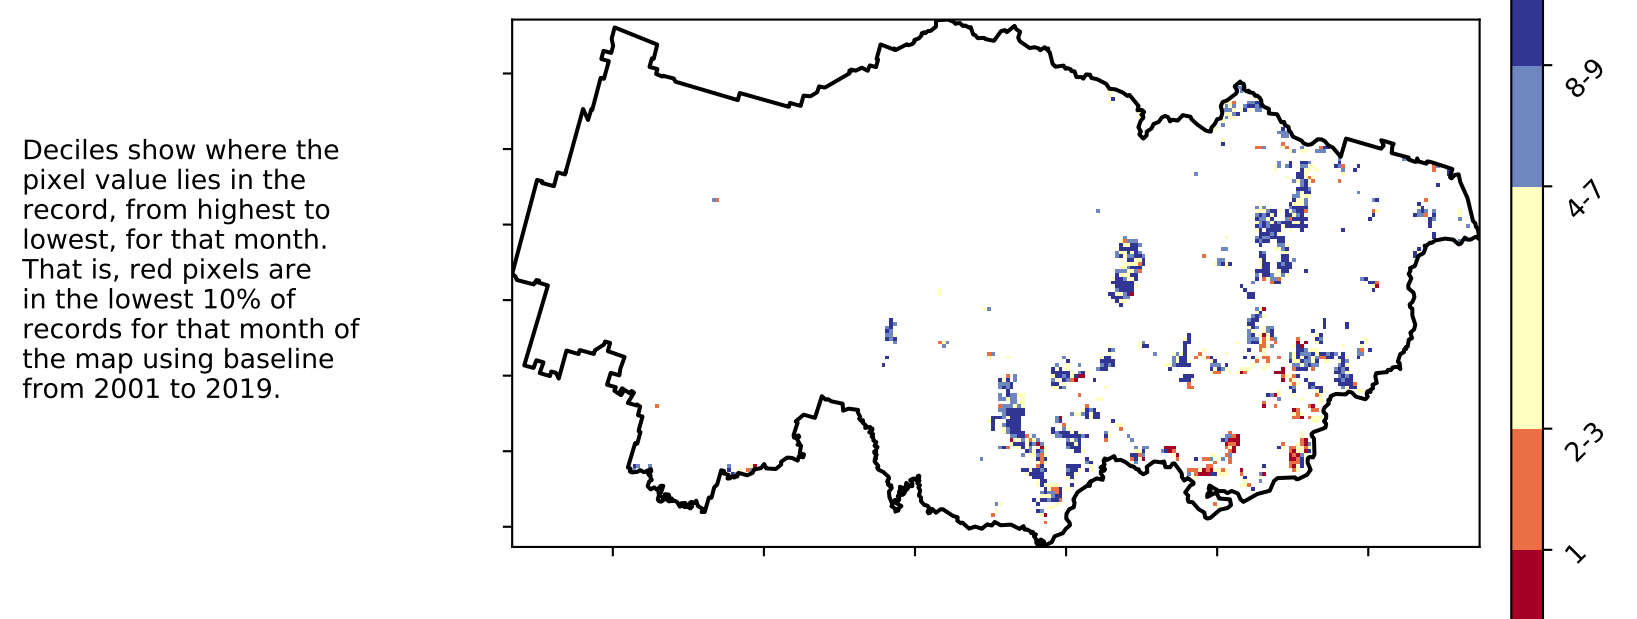 Deciles show where the
pixel value lies in the
record, from highest to
lowest, for that month.
That is, red pixels are
in the lowest 10% of
records for that month of
the map using baseline
from 2001 to 2019.
8-9
4-7
2-3
1